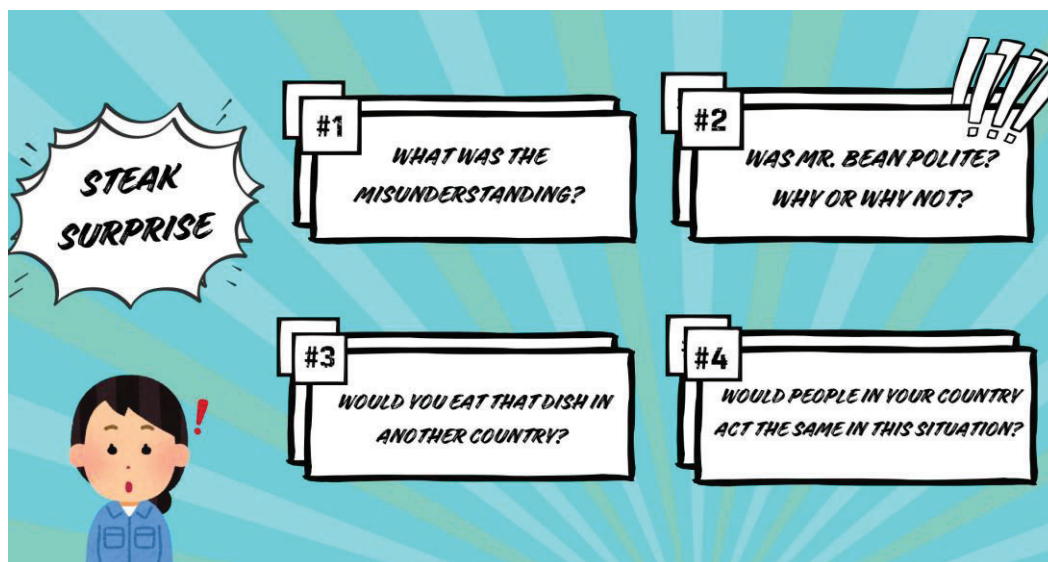 STEAK
SURPRISE
#1
WHAT WAS THE
MISUNDERSTANDING?
#2
WAS MR. BEAN POLITE?
WHY OR WHY NOT?
#3
WOULD YOU EAT THAT DISH IN
ANOTHER COUNTRY?
#4
WOULD PEOPLE IN YOUR COUNTRY
ACT THE SAME IN THIS SITUATION?